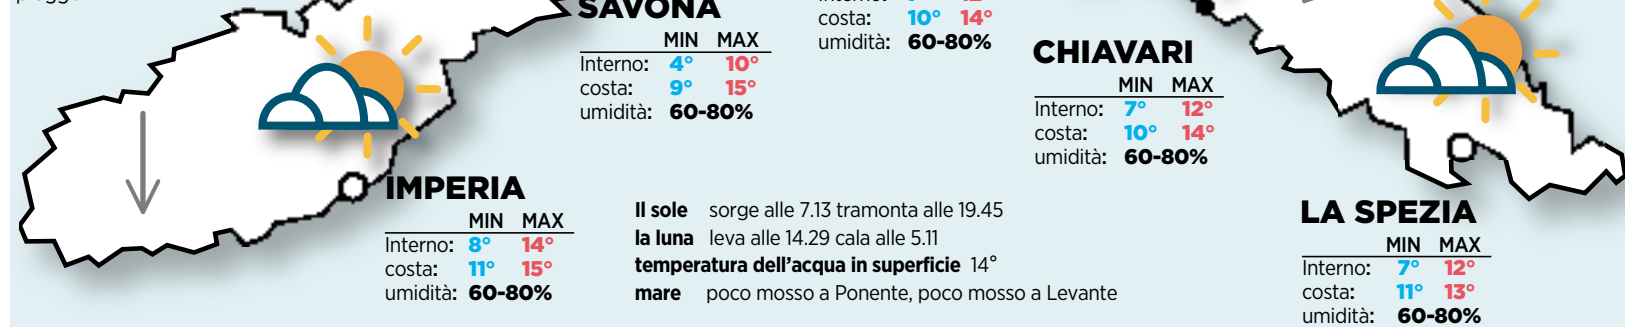 SAVONA
MIN MAX
Interno: 4° 10°
costa: 9° 15°
umidità: 60-80%
costa: 10° 14°
umidità: 60-80%
CHIAVARI
MIN MAX
Interno: 7° 12°
costa: 10° 14°
umidità: 60-80%
IMPERIA
MIN MAX
Interno: 8° 14°
costa: 11° 15°
umidità: 60-80%
Il sole sorge alle 7.13 tramonta alle 19.45
la luna leva alle 14.29 cala alle 5.11
temperatura dell'acqua in superficie 14°
mare poco mosso a Ponente, poco mosso a Levante
LA SPEZIA
MIN MAX
Interno: 7° 12°
costa: 11° 13°
umidità: 60-80%